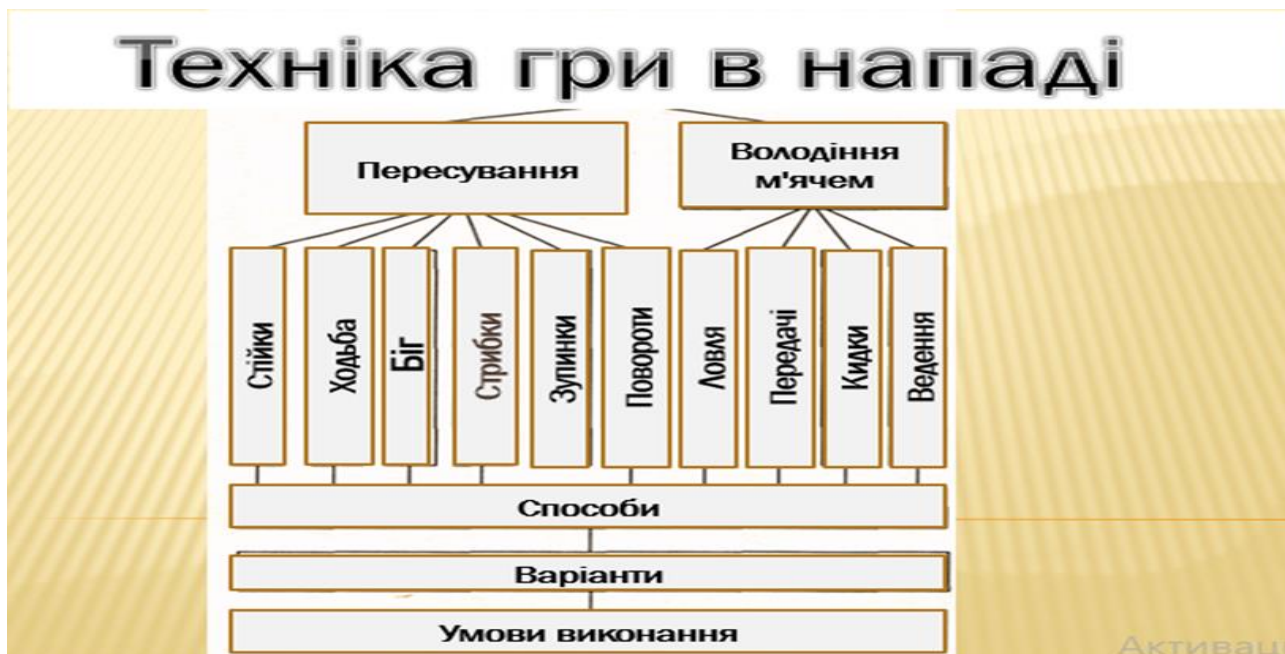 Техніка гри в нападі
Пересування
Володіння
м'ячем
Стійки
Ходьба
Біг
Стрибки
Зупинки
Повороти
Ловля
Передачі
Кидки
Ведення
Способи
Варіанти
Умови виконання